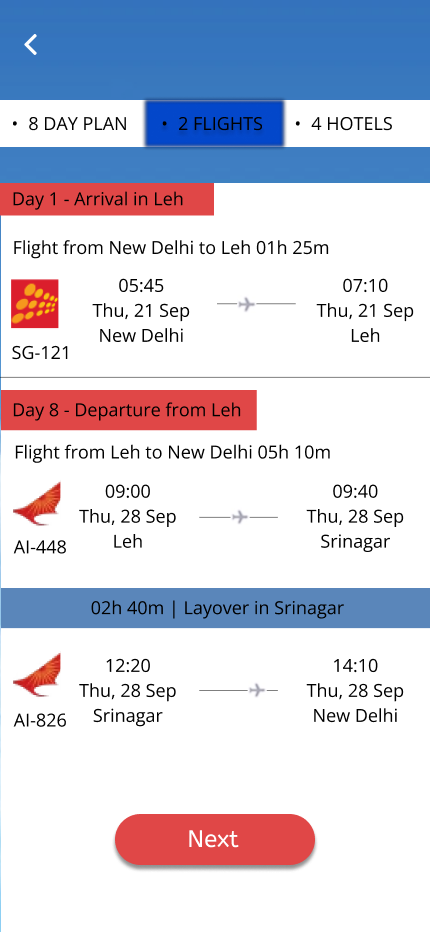 • 8 DAY PLAN • 2 FLIGHTS • 4 HOTELS
Day 1 - Arrival in Leh
Flight from New Delhi to Leh 01h 25m
05:45 07:10
Thu, 21 Sep Thu, 21 Sep
New Delhi Leh
SG-121
Day 8 - Departure from Leh
Flight from Leh to New Delhi 05h 10m
09:00 09:40
Thu, 28 Sep Thu, 28 Sep
Leh Srinagar
AI-448
02h 40m | Layover in Srinagar
12:20 14:10
Thu, 28 Sep Thu, 28 Sep
Srinagar New Delhi
AI-826
Next